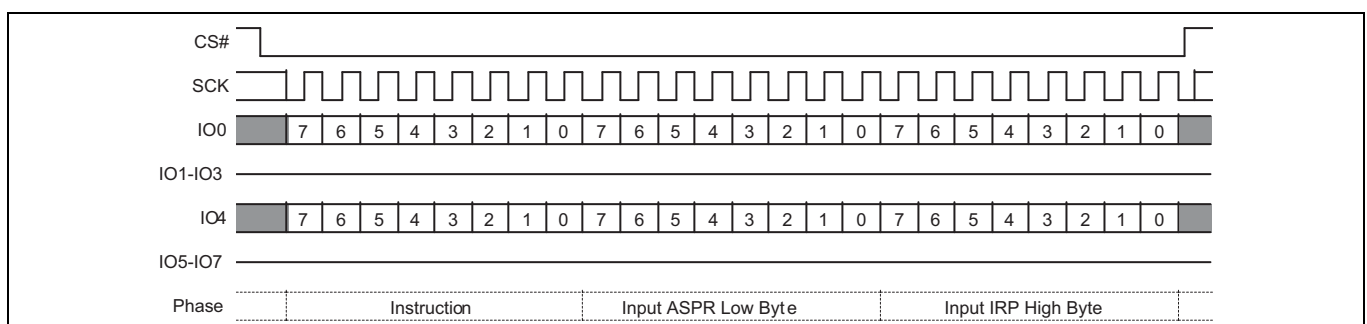 CS#
SCK
IO0 7 6 5 4 3 2 1 0 7 6 5 4 3 2 1 0 7 6 5 4 3 2 1 0
IO1-IO3
IO4 7 6 5 4 3 2 1 0 7 6 5 4 3 2 1 0 7 6 5 4 3 2 1 0
IO5-IO7
Phase Instruction Input ASPR Low Byte Input IRP High Byte